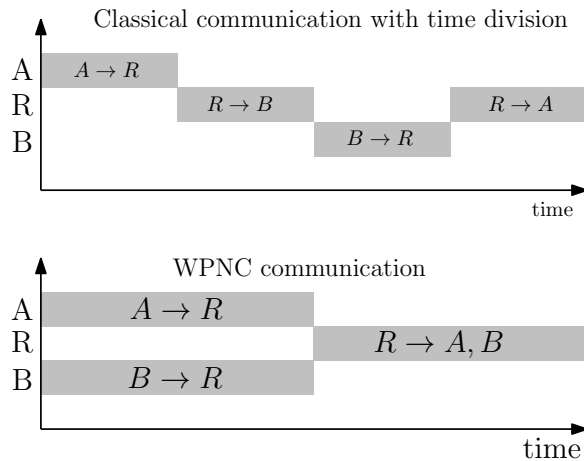 Classical communication with time division
A
A → R
R
R → B
R → A
B
B → R
time
WPNC communication
A
A → R
R
R → A, B
B
B → R
time